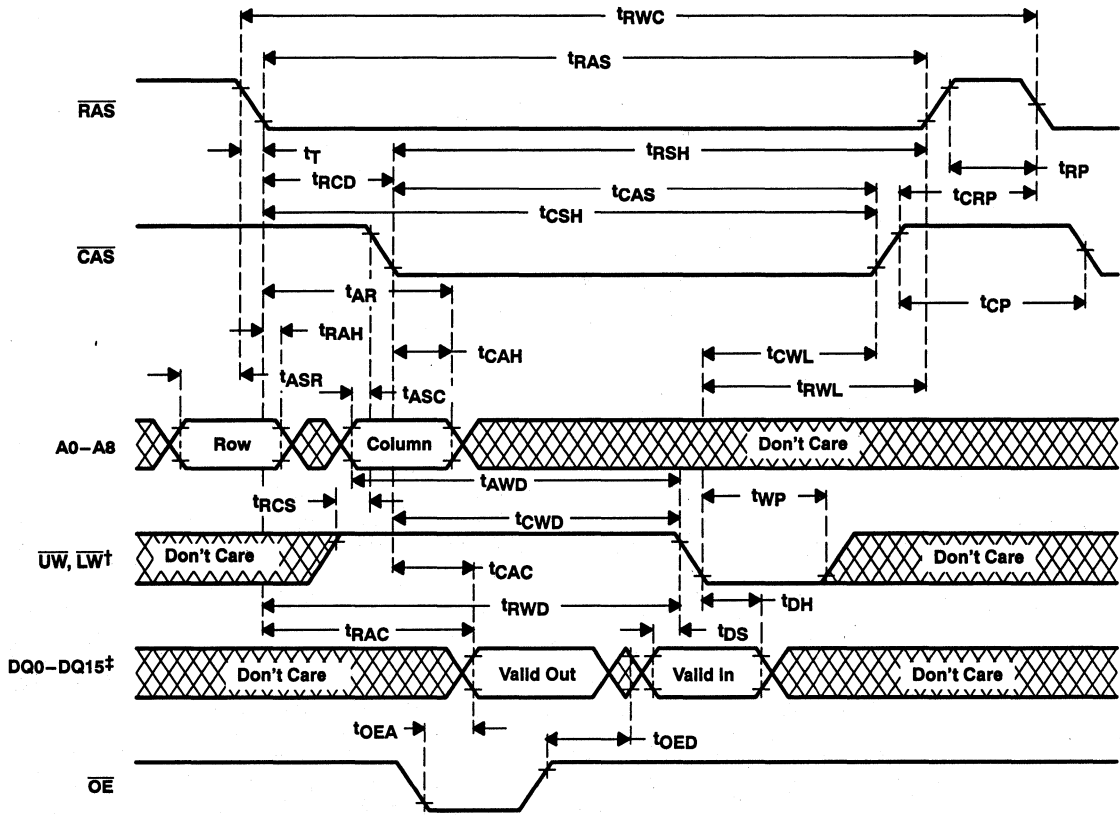 tRWC
tRAS
RAS
tT
tRSH
tRP
tRCD
tCAS
tCRP
tCSH
CAS
tAR
tCP
tRAH
tCAH
tCWL
tASR
tASC
tRWL
A0–A8
Row
Column
Don't Care
tAWD
tRCS
tWP
tCWD
UW, LW†
Don't Care
Don't Care
tCAC
tRWD
tDH
tRAC
tDS
DQ0–DQ15‡
Don't Care
Valid Out
Valid In
Don't Care
tOEA
tOED
OE